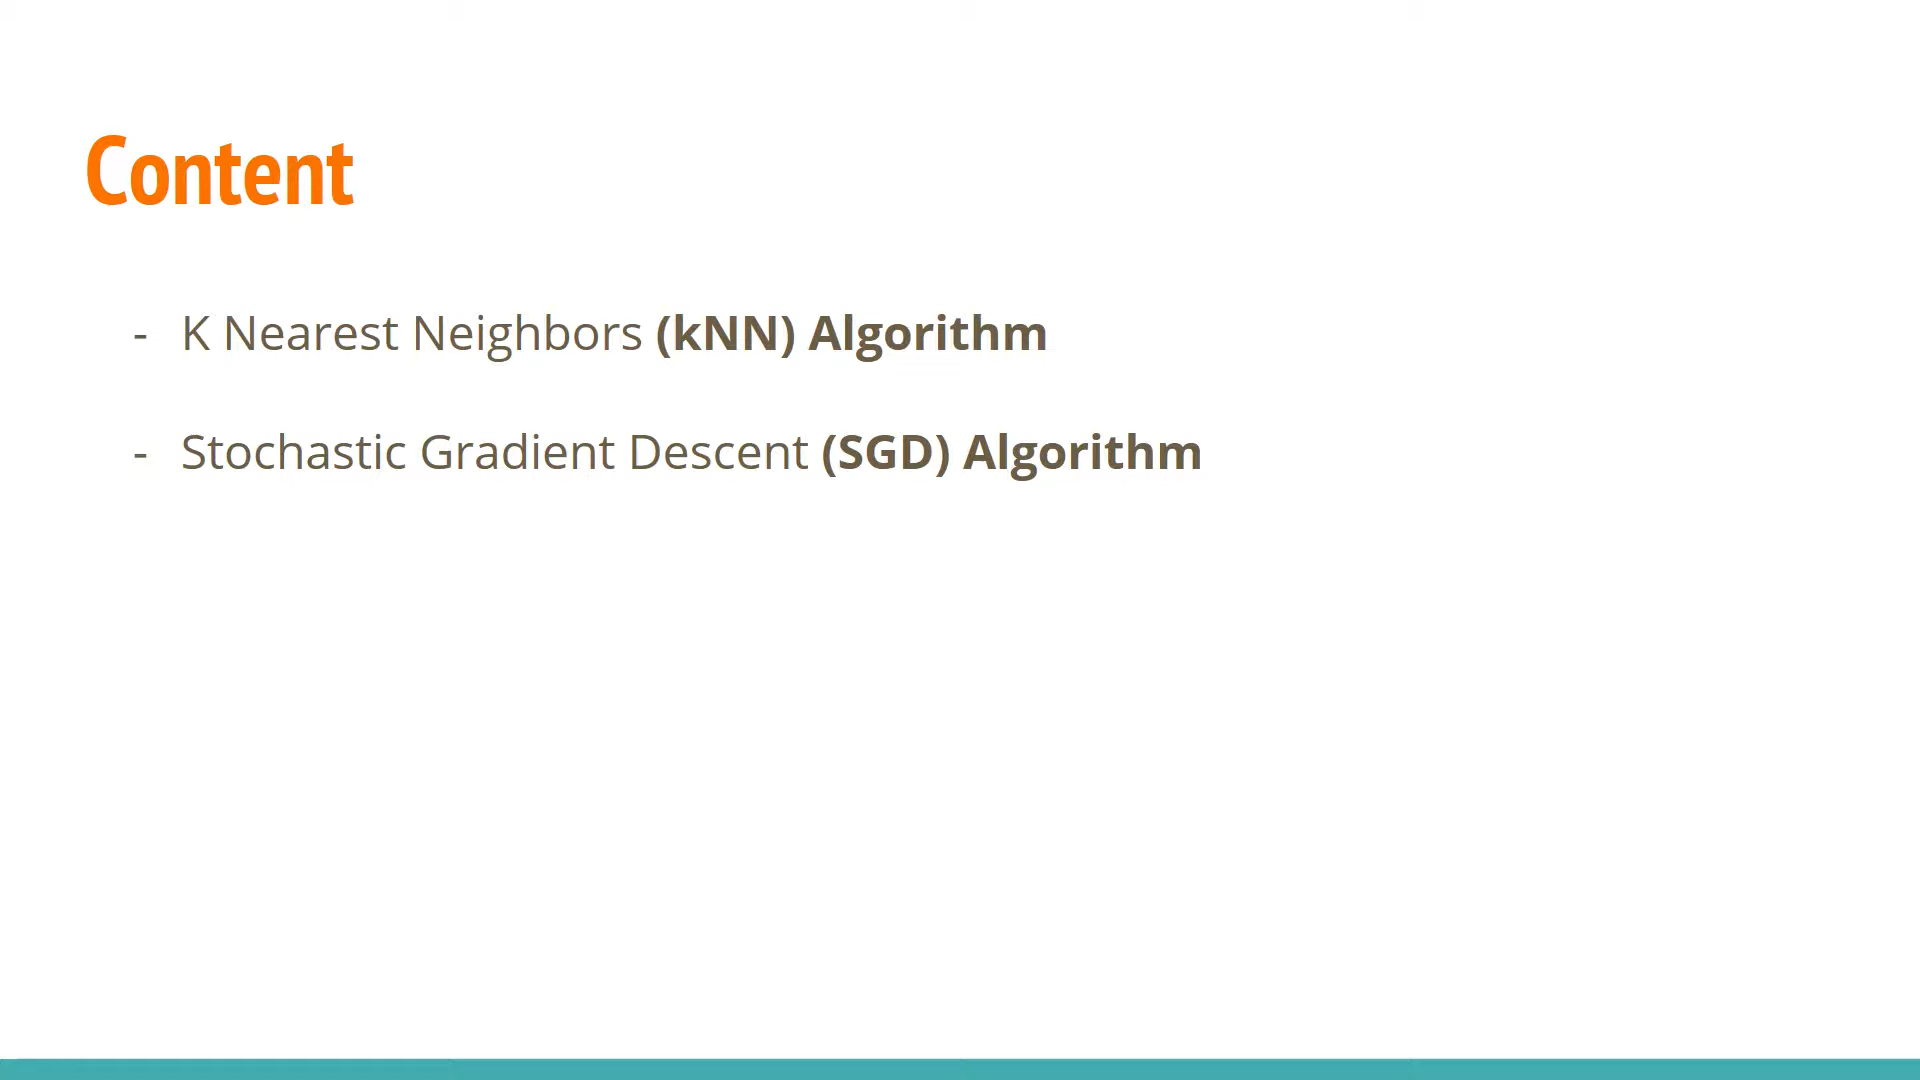 Content
- K Nearest Neighbors (kNN) Algorithm
- Stochastic Gradient Descent (SGD) Algorithm